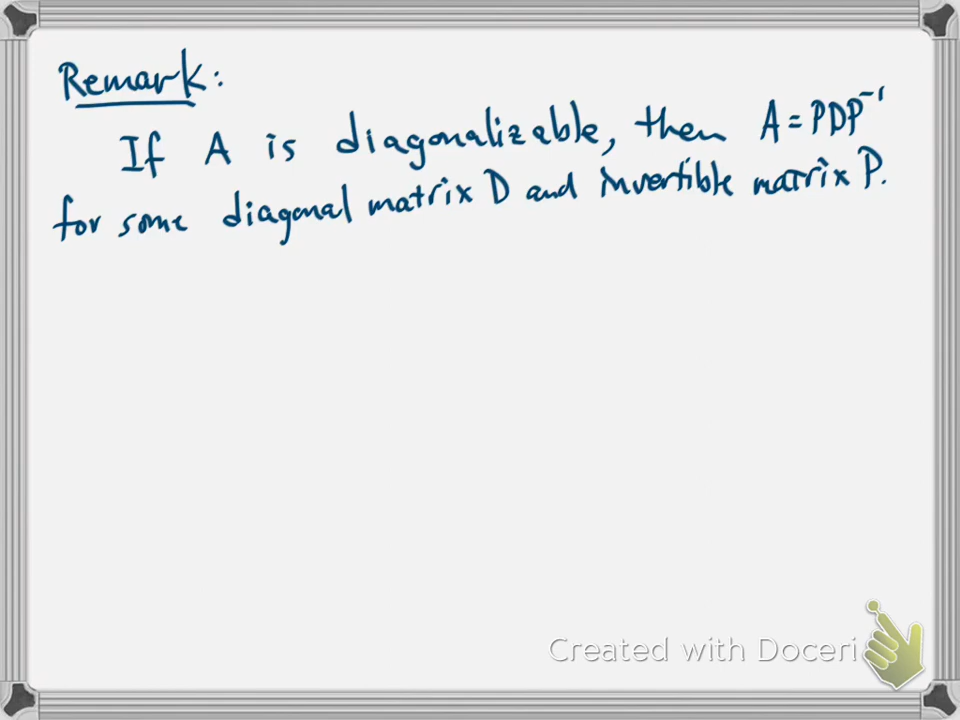 Remark:
If A is diagonalizable, then A = PDP⁻¹
for some diagonal matrix D and invertible matrix P.
Created with Doceri